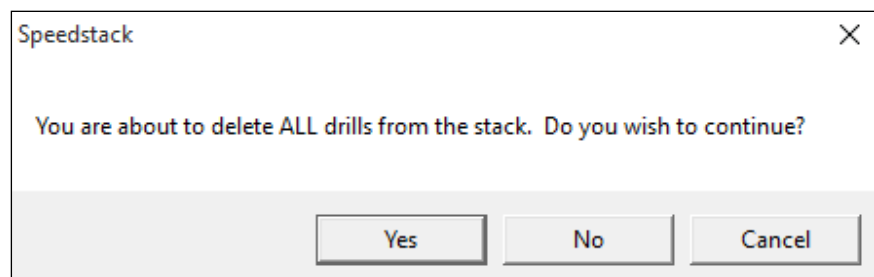 Speedstack
You are about to delete ALL drills from the stack.  Do you wish to continue?
Yes No Cancel